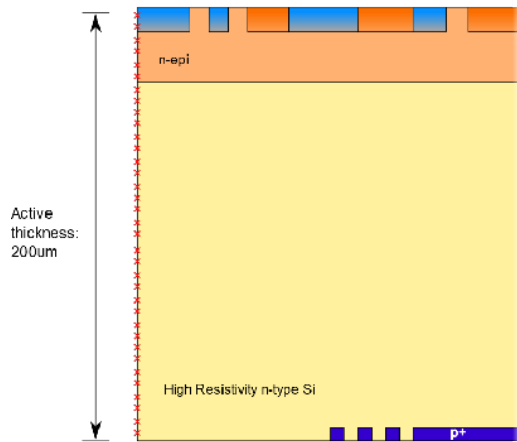 n-epi
Active
thickness:
200um
High Resistivity n-type Si
p+